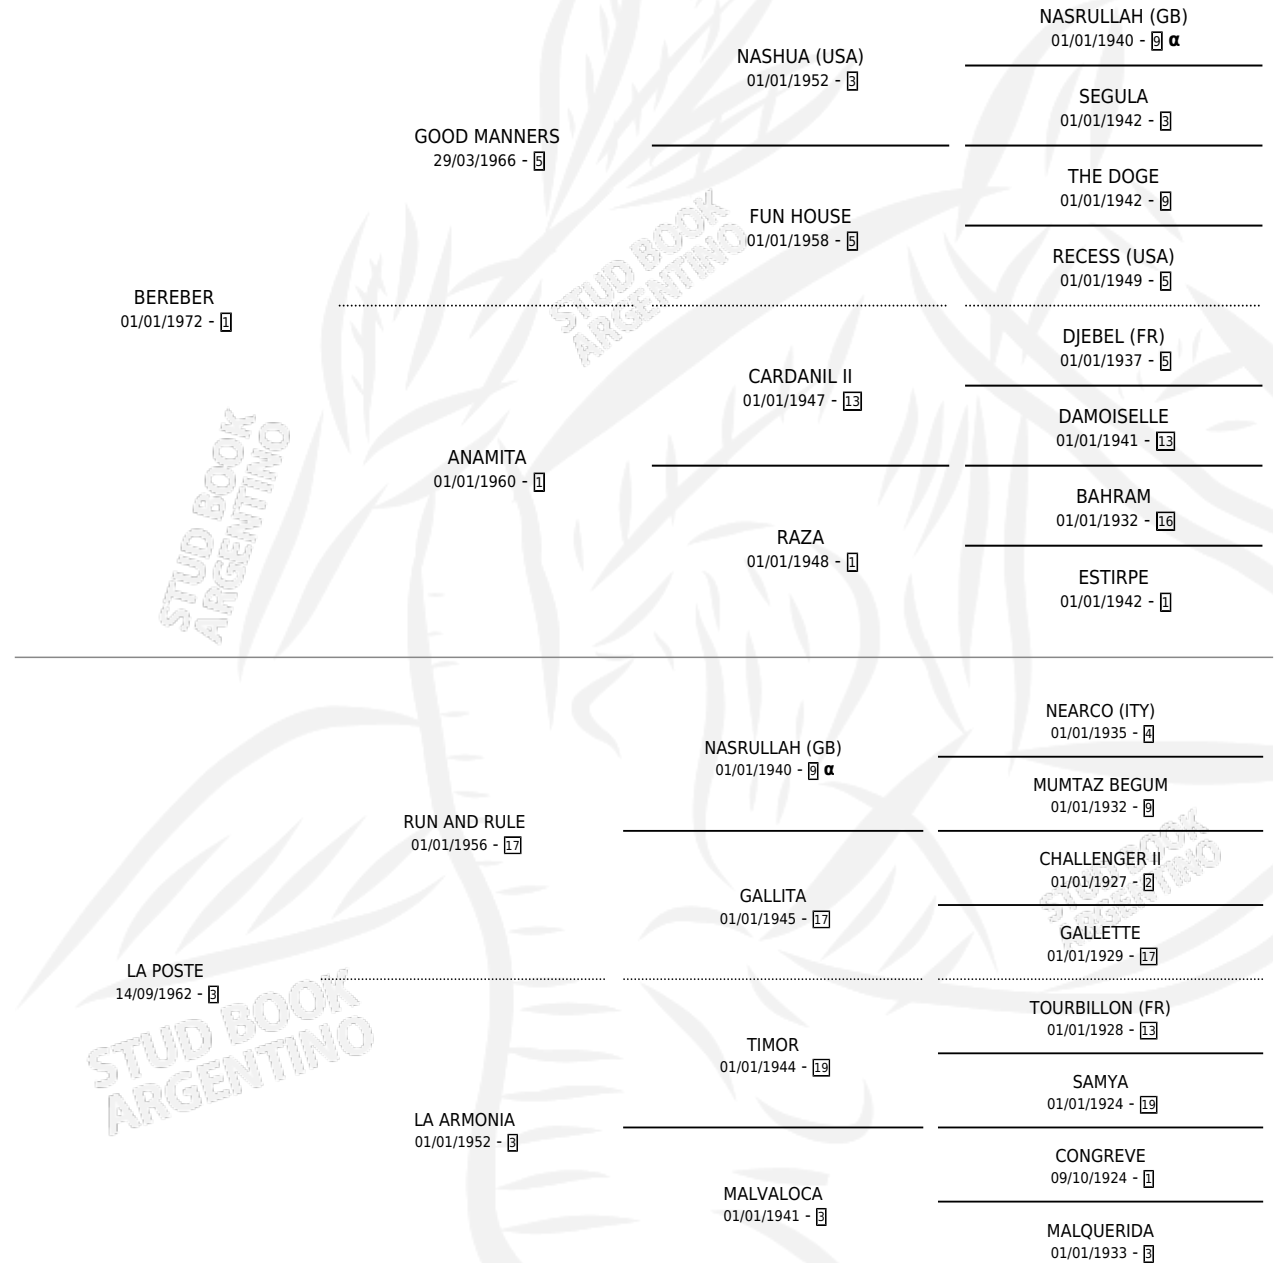 NASRULLAH (GB)
01/01/1940 - 9 α
NASHUA (USA)
01/01/1952 - 3
SEGULA
01/01/1942 - 3
GOOD MANNERS
29/03/1966 - 5
THE DOGE
01/01/1942 - 9
FUN HOUSE
01/01/1958 - 5
RECESS (USA)
01/01/1949 - 5
BEREBER
01/01/1972 - 1
DJEBEL (FR)
01/01/1937 - 5
CARDANIL II
01/01/1947 - 13
DAMOISELLE
01/01/1941 - 13
ANAMITA
01/01/1960 - 1
BAHRAM
01/01/1932 - 16
RAZA
01/01/1948 - 1
ESTIRPE
01/01/1942 - 1
NEARCO (ITY)
01/01/1935 - 4
NASRULLAH (GB)
01/01/1940 - 9 α
MUMTAZ BEGUM
01/01/1932 - 9
RUN AND RULE
01/01/1956 - 17
CHALLENGER II
01/01/1927 - 2
GALLITA
01/01/1945 - 17
GALLETTE
01/01/1929 - 17
LA POSTE
14/09/1962 - 3
TOURBILLON (FR)
01/01/1928 - 13
TIMOR
01/01/1944 - 19
SAMYA
01/01/1924 - 19
LA ARMONIA
01/01/1952 - 3
CONGREVE
09/10/1924 - 1
MALVALOCA
01/01/1941 - 3
MALQUERIDA
01/01/1933 - 3
STUD BOOK
ARGENTINO
STUD BOOK
ARGENTINO
STUD BOOK
ARGENTINO
STUD BOOK
ARGENTINO